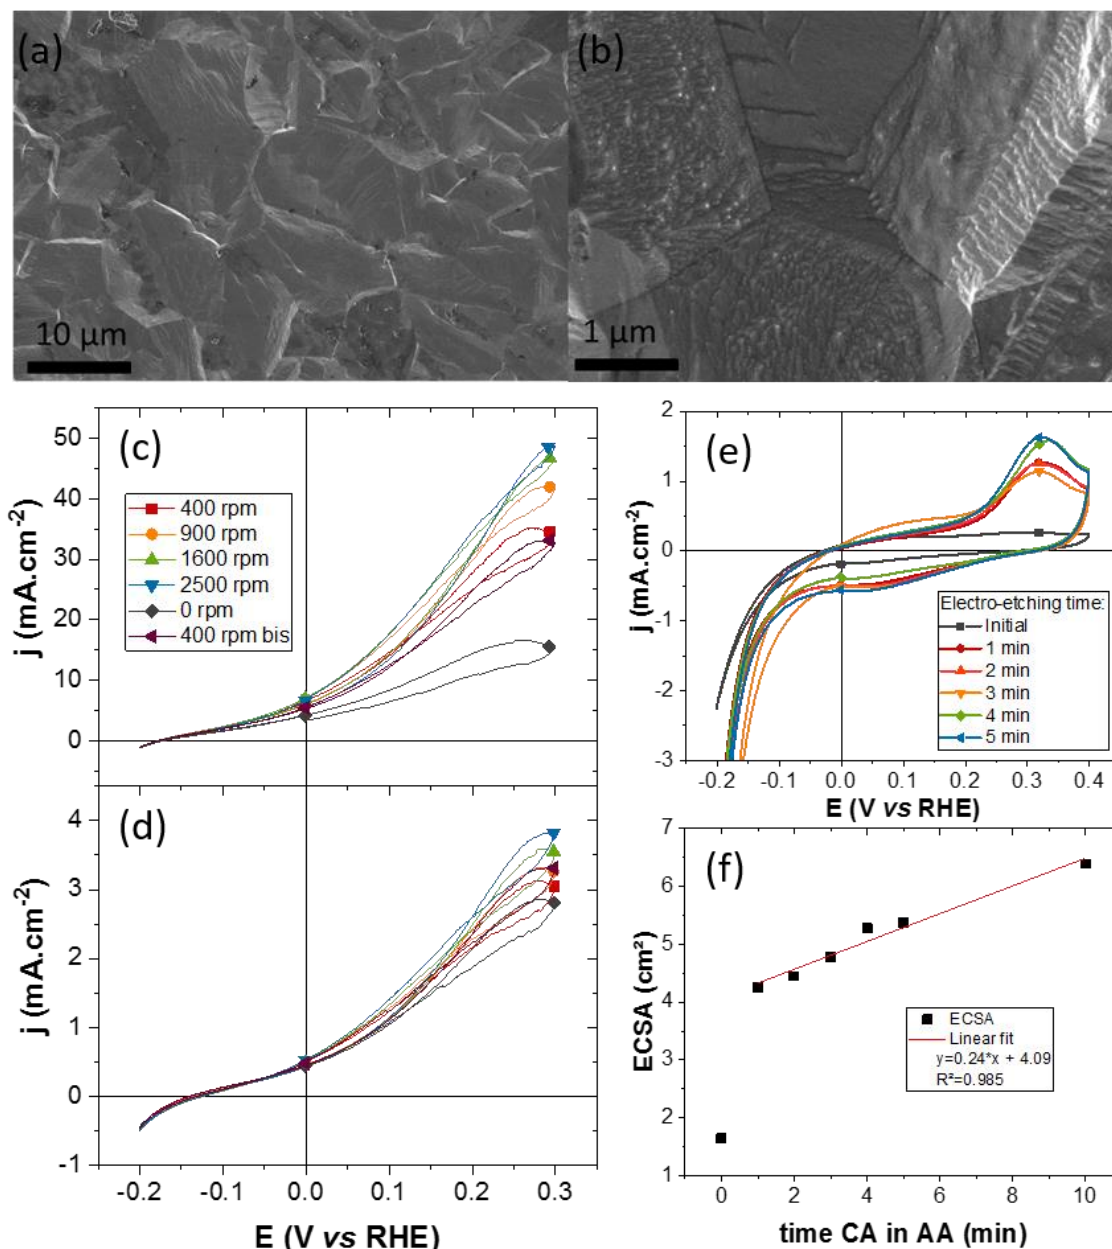 (a)
10 µm
(b)
1 µm
(c)
50
40
30
20
10
0
j (mA.cm-2)
400 rpm
900 rpm
1600 rpm
2500 rpm
0 rpm
400 rpm bis
(d)
4
3
2
1
0
-1
j (mA.cm-2)
-0.2
-0.1
0.0
0.1
0.2
0.3
E (V vs RHE)
(e)
2
1
0
-1
-2
-3
j (mA.cm-2)
Electro-etching time:
Initial
1 min
2 min
3 min
4 min
5 min
-0.2
-0.1
0.0
0.1
0.2
0.3
0.4
E (V vs RHE)
(f)
7
6
5
4
3
2
1
ECSA (cm²)
ECSA
Linear fit
y=0.24*x + 4.09
R²=0.985
0
2
4
6
8
10
time CA in AA (min)